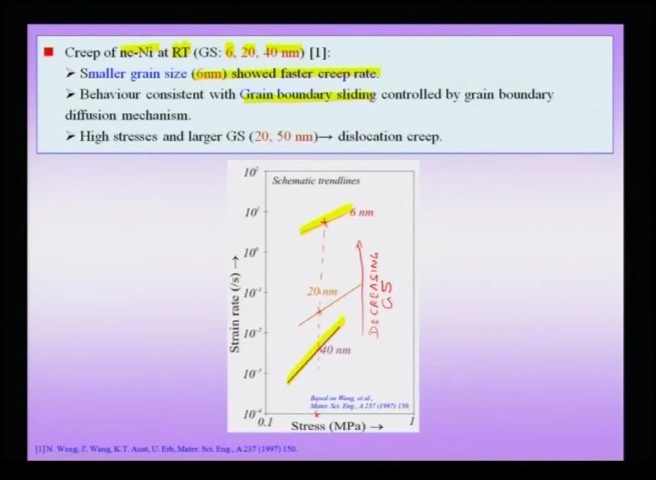 Creep of nc-Ni at RT (GS: 6, 20, 40 nm) [1]:
➢ Smaller grain size (6nm) showed faster creep rate.
➢ Behaviour consistent with Grain boundary sliding controlled by grain boundary
diffusion mechanism.
➢ High stresses and larger GS (20, 50 nm)→ dislocation creep.
Schematic trendlines
6 nm
20 nm
40 nm
DECREASING
GS
Strain rate (/s) →
Based on Wang, et al.,
Mater. Sci. Eng., A 237 (1997) 150.
0.1
1
Stress (MPa) →
[1] N. Wang, Z. Wang, K.T. Aust, U. Erb, Mater. Sci. Eng., A 237 (1997) 150.